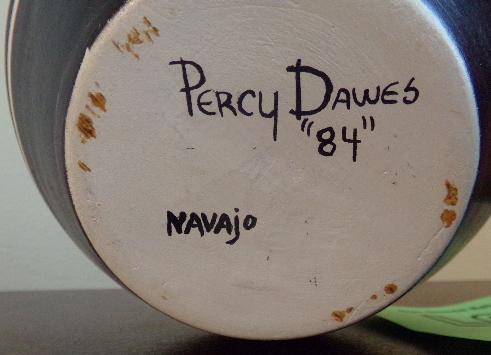 Percy Dawes
"84"
NAVAjo